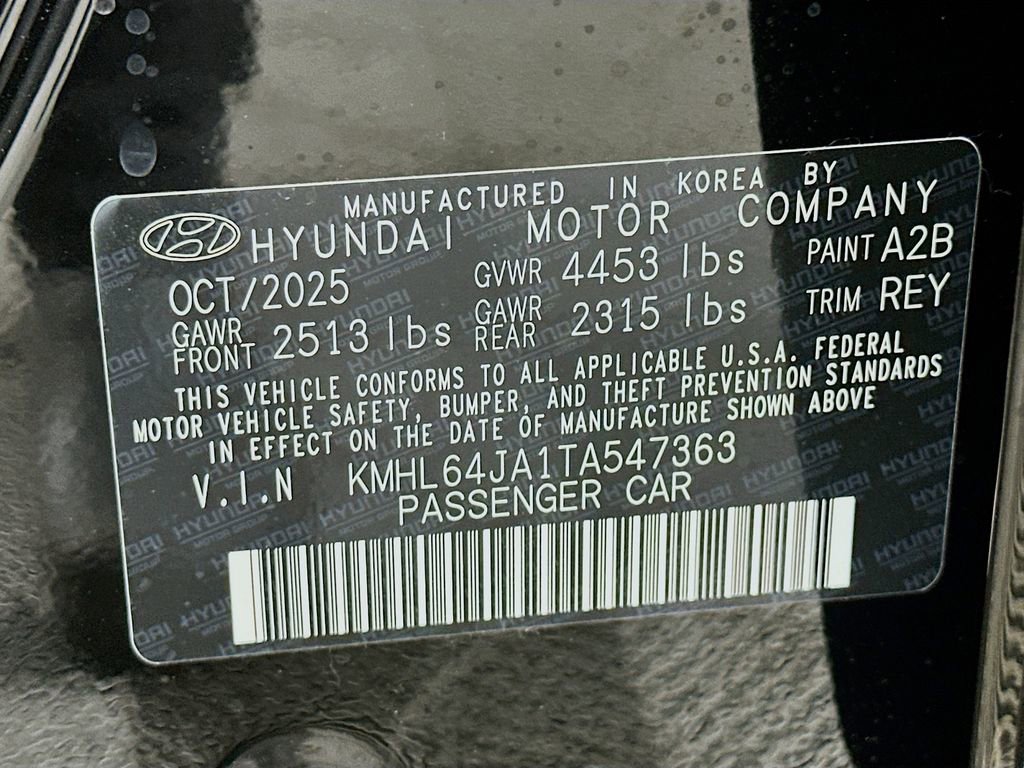 MANUFACTURED IN KOREA BY
HYUNDAI MOTOR COMPANY
OCT/2025 GVWR 4453 lbs PAINT A2B
GAWR FRONT 2513 lbs GAWR REAR 2315 lbs TRIM REY
THIS VEHICLE CONFORMS TO ALL APPLICABLE U.S.A. FEDERAL
MOTOR VEHICLE SAFETY, BUMPER, AND THEFT PREVENTION STANDARDS
IN EFFECT ON THE DATE OF MANUFACTURE SHOWN ABOVE
V.I.N KMHL64JA1TA547363
PASSENGER CAR